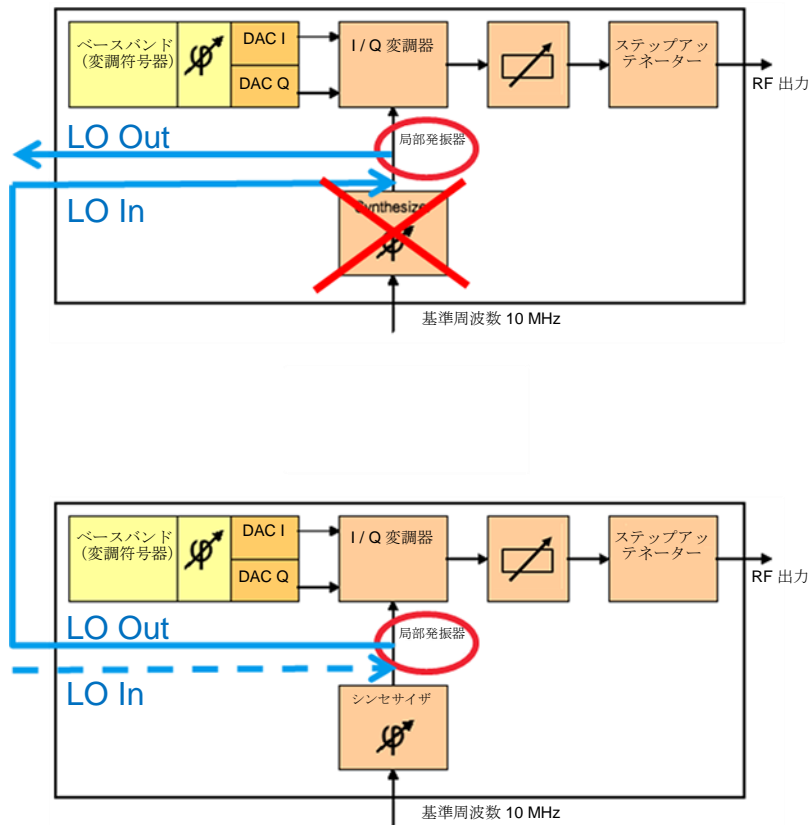 ベースバンド
(変調符号器)
DAC I
DAC Q
I / Q 変調器
ステップアッ
テネーター
RF 出力
LO Out
局部発振器
LO In
Synthesizer
基準周波数 10 MHz
ベースバンド
(変調符号器)
DAC I
DAC Q
I / Q 変調器
ステップアッ
テネーター
RF 出力
LO Out
局部発振器
LO In
シンセサイザ
基準周波数 10 MHz